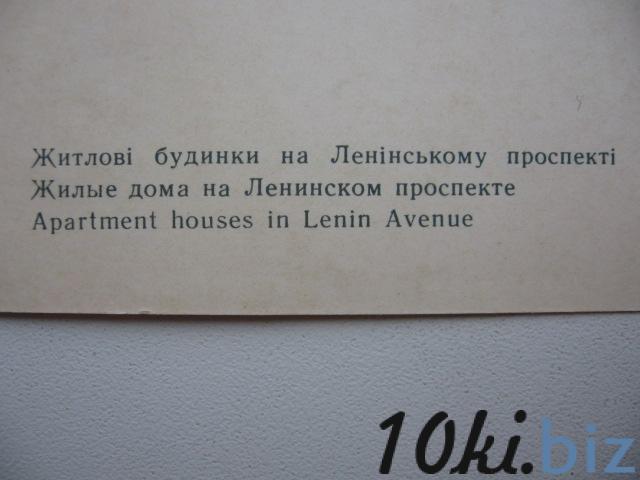 Житлові будинки на Ленінському проспекті
Жилые дома на Ленинском проспекте
Apartment houses in Lenin Avenue
10ki.biz